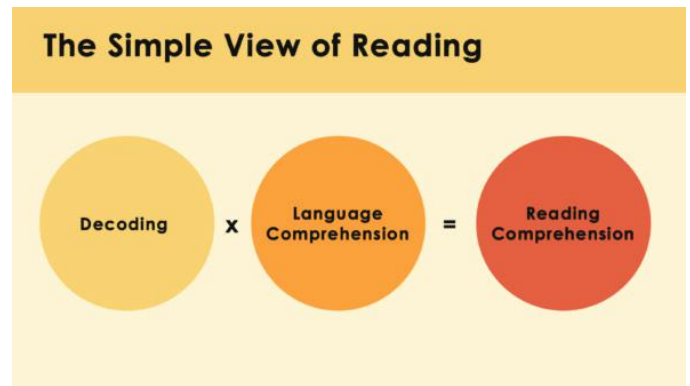 The Simple View of Reading
Decoding
x
Language
Comprehension
=
Reading
Comprehension